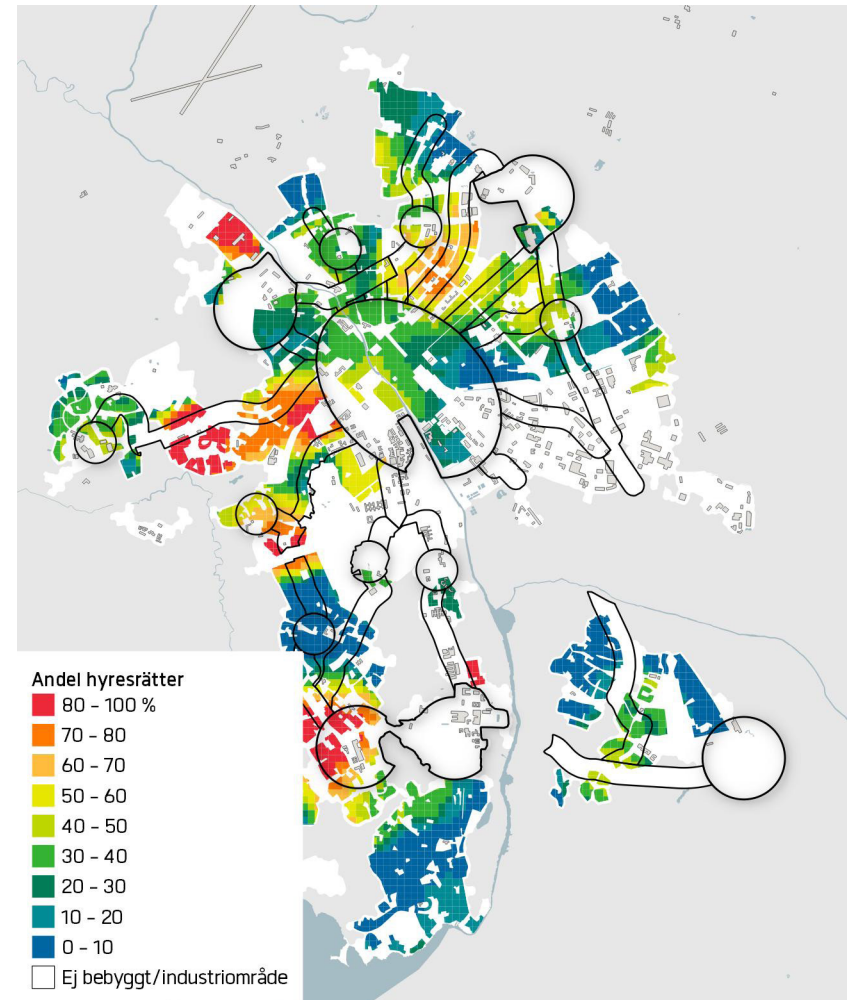 Andel hyresrätter
80 – 100 %
70 – 80
60 – 70
50 – 60
40 – 50
30 – 40
20 – 30
10 – 20
0 – 10
Ej bebyggt/industriområde